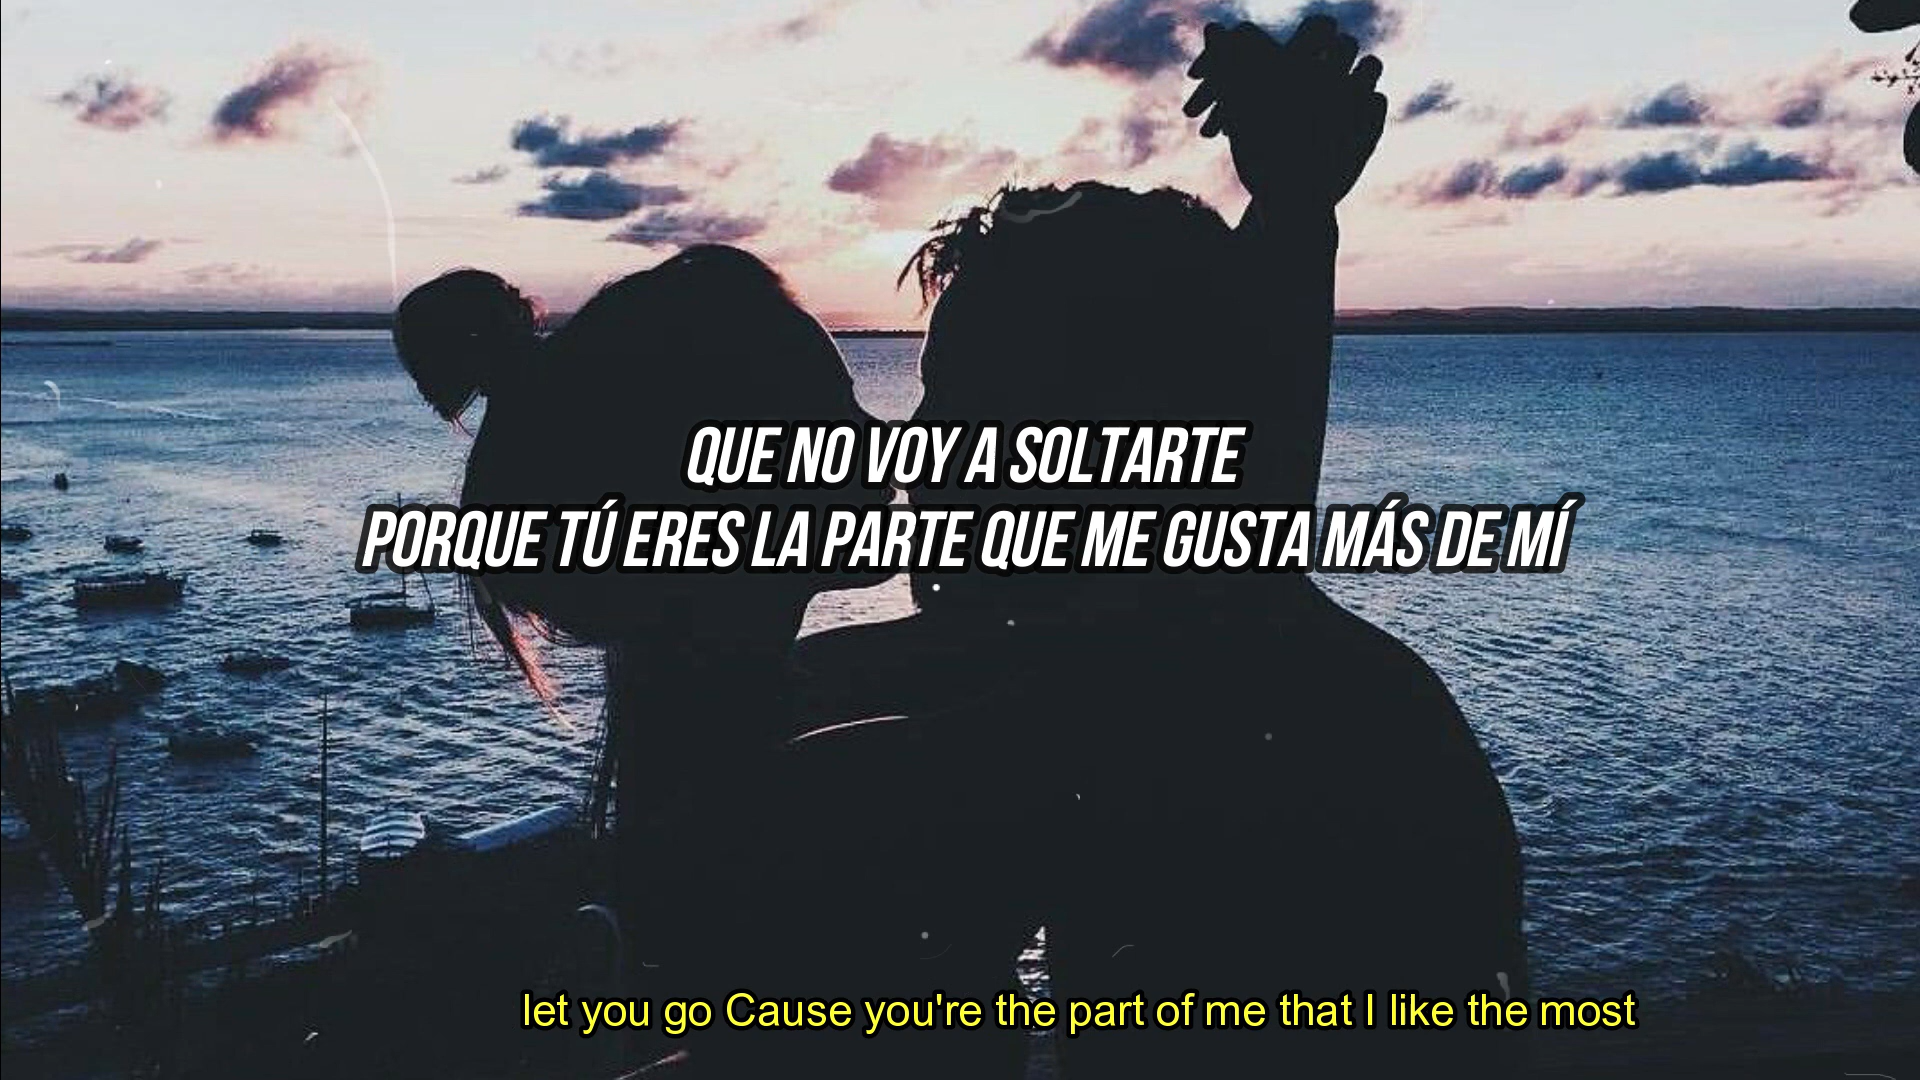 QUE NO VOY A SOLTARTE
PORQUE TÚ ERES LA PARTE QUE ME GUSTA MÁS DE MÍ
let you go Cause you're the part of me that I like the most